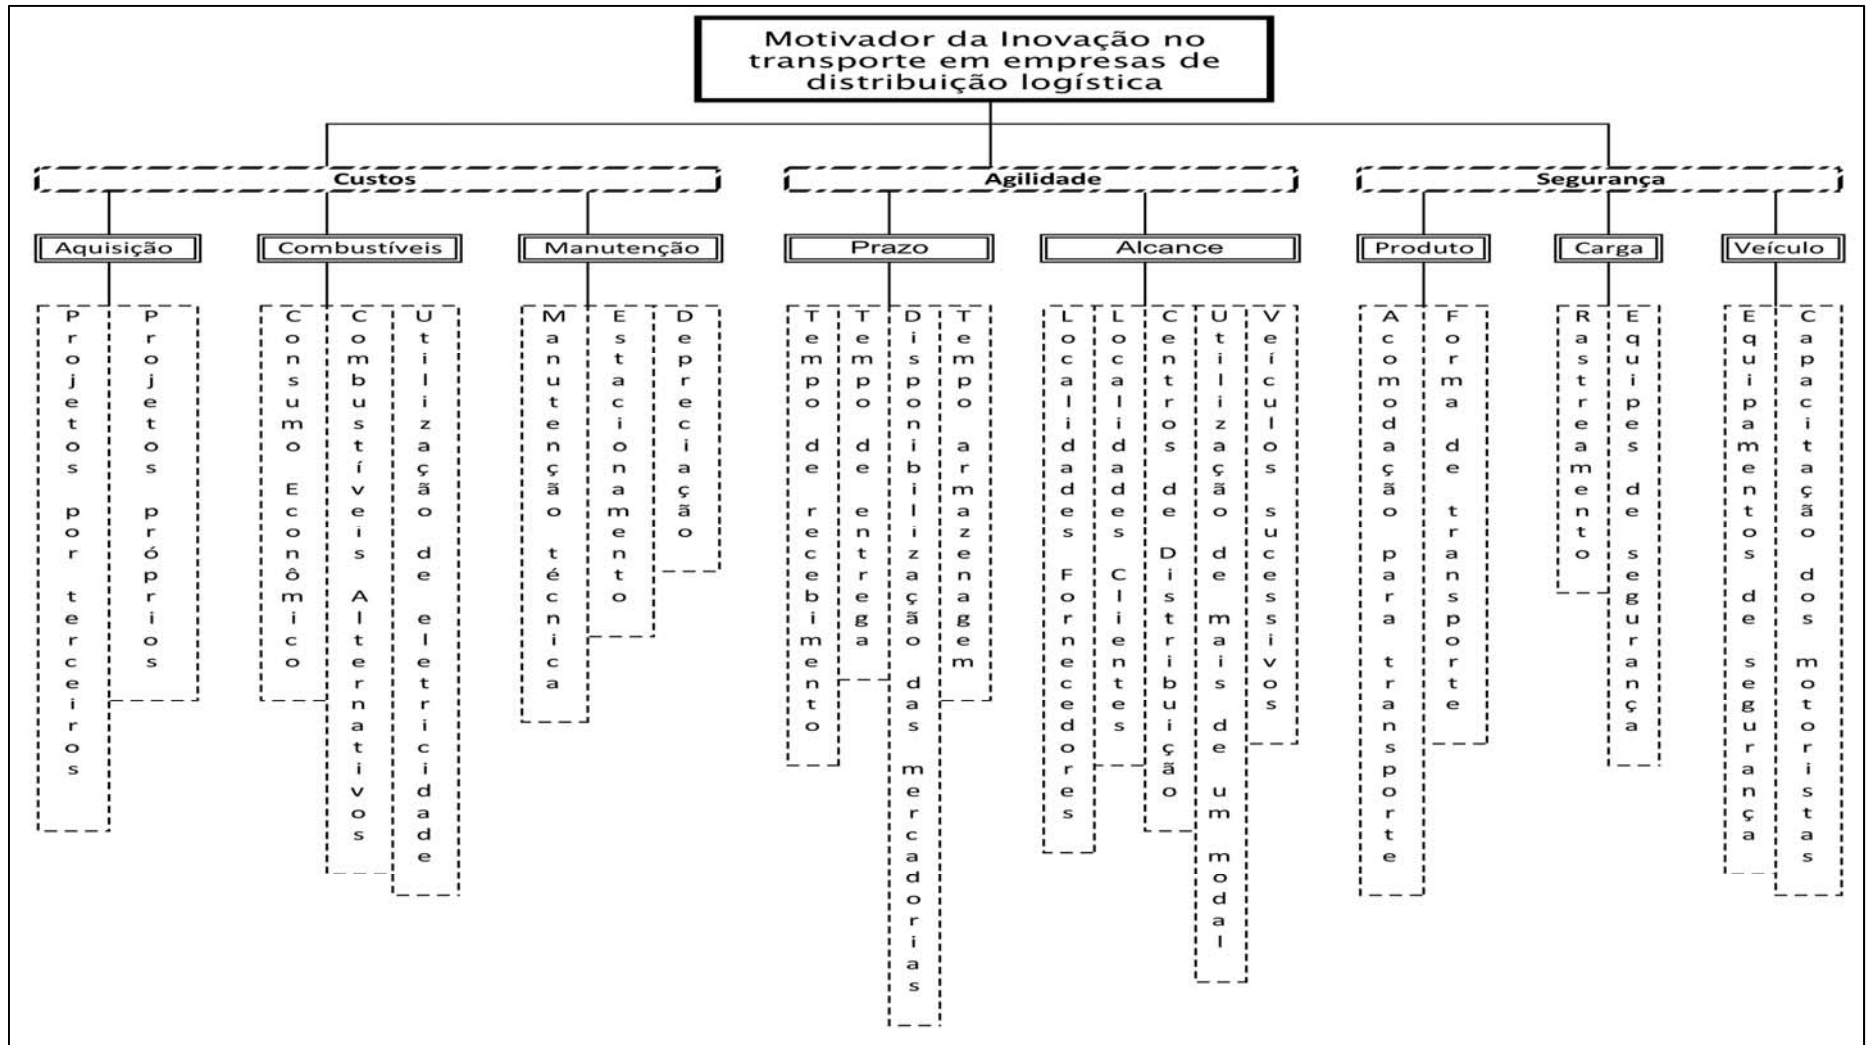 Motivador da Inovação no
transporte em empresas de
distribuição logística
Custos
Agilidade
Segurança
Aquisição
Combustíveis
Manutenção
Prazo
Alcance
Produto
Carga
Veículo
Projetos por terceiros
Projetos próprios
Consumo Econômico
Combustíveis Alternativos
Utilização de eletricidade
Manutenção técnica
Estacionamento
Depreciação
Tempo de recebimento
Tempo de entrega
Disponibilização das mercadorias
Tempo armazenagem
Localidades Fornecedores
Localidades Clientes
Centros de Distribuição
Utilização de mais de um modal
Veículos sucessivos
Acomodação para transporte
Forma de transporte
Rastreamento
Equipes de segurança
Equipamentos de segurança
Capacitação dos motoristas